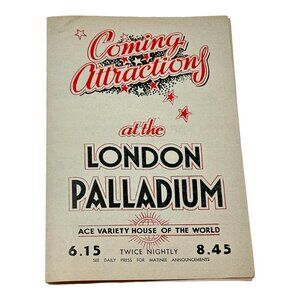 Coming
Attractions
at the
LONDON
PALLADIUM
ACE VARIETY HOUSE OF THE WORLD
6.15 TWICE NIGHTLY 8.45
SEE DAILY PRESS FOR MATINEE ANNOUNCEMENTS